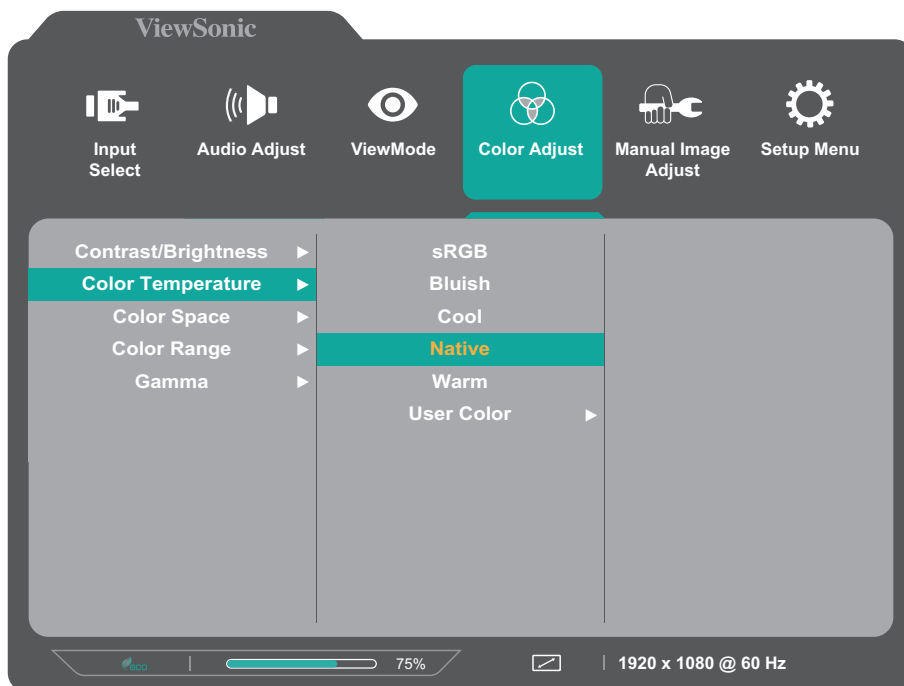 ViewSonic
Input Select
Audio Adjust
ViewMode
Color Adjust
Manual Image Adjust
Setup Menu
Contrast/Brightness
Color Temperature
Color Space
Color Range
Gamma
sRGB
Bluish
Cool
Native
Warm
User Color
eco
75%
1920 x 1080 @ 60 Hz